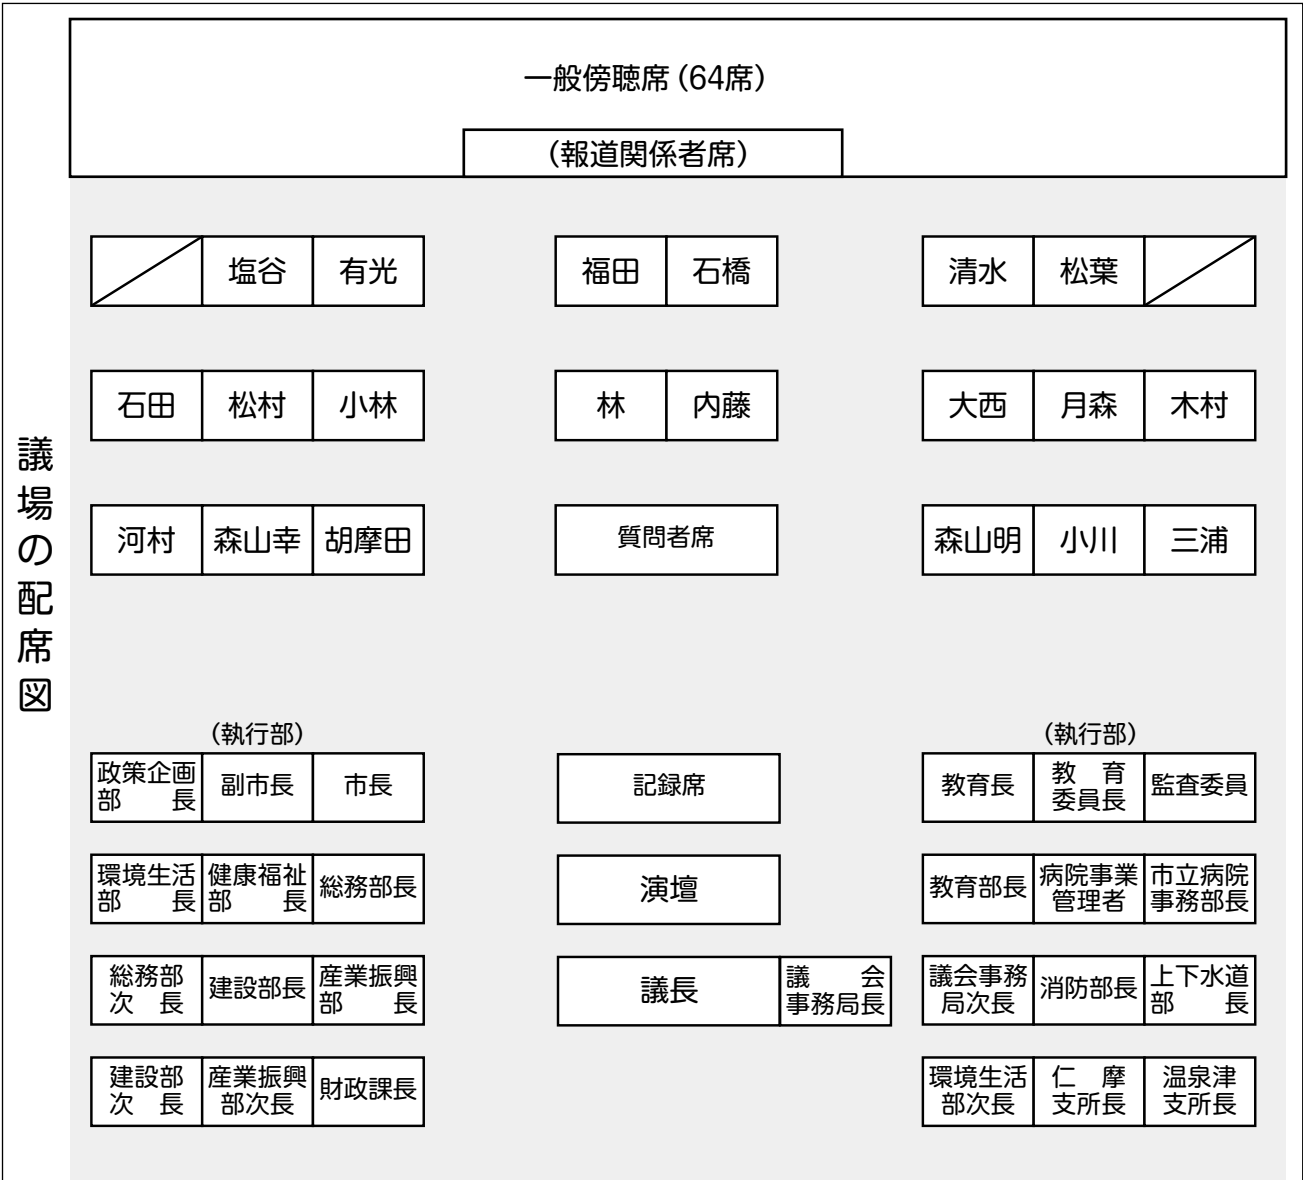 議場の配席図
一般傍聴席（64席）
（報道関係者席）
塩谷 有光 福田 石橋 清水 松葉
石田 松村 小林 林 内藤 大西 月森 木村
河村 森山幸 胡摩田 質問者席 森山明 小川 三浦
（執行部） （執行部）
政策企画部長 副市長 市長 記録席 教育長 教育委員長 監査委員
環境生活部長 健康福祉部長 総務部長 演壇 教育部長 病院事業管理者 市立病院事務部長
総務部次長 建設部長 産業振興部長 議長 議会事務局長 議会事務局次長 消防部長 上下水道部長
建設部次長 産業振興部次長 財政課長 環境生活部次長 仁摩支所長 温泉津支所長